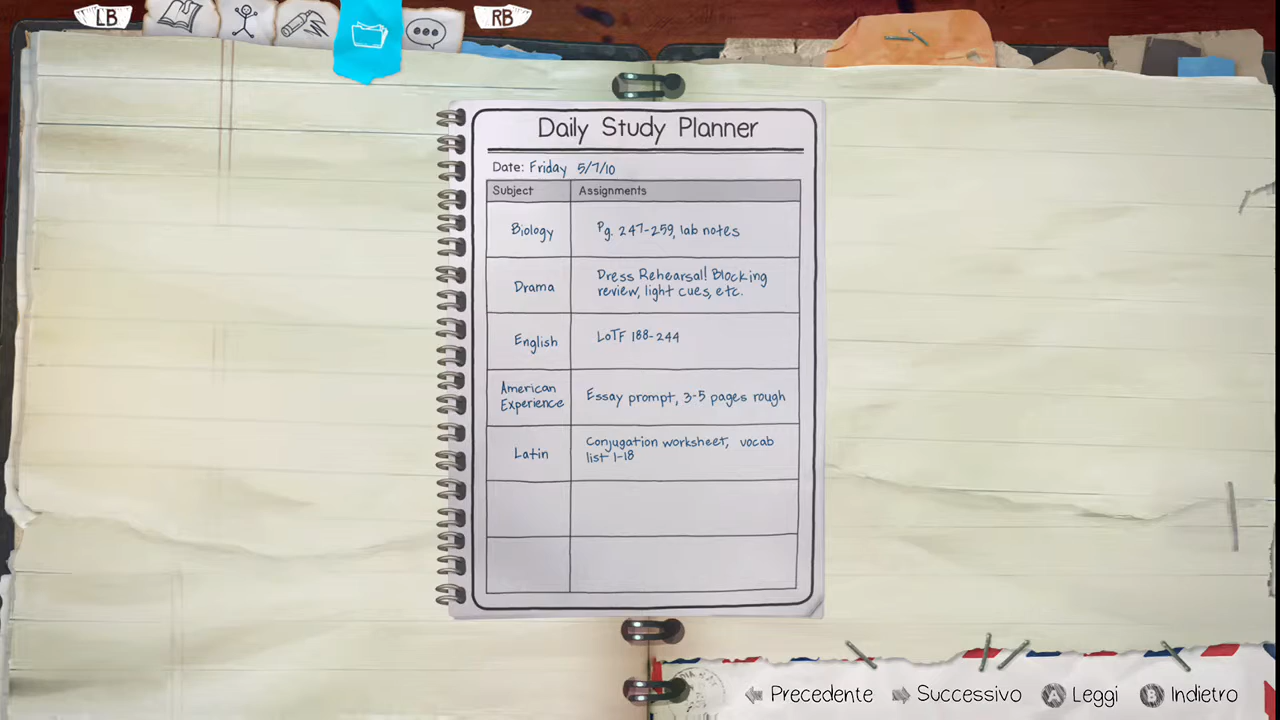 LB
RB
Daily Study Planner
Date: Friday 5/7/10
Subject Assignments
Biology Pg. 247-259, lab notes
Drama Dress Rehearsal! Blocking
review, light cues, etc.
English LoTF 188-244
American
Experience Essay prompt, 3-5 pages rough
Latin Conjugation worksheet, vocab
list 1-18
Precedente Successivo A Leggi B Indietro